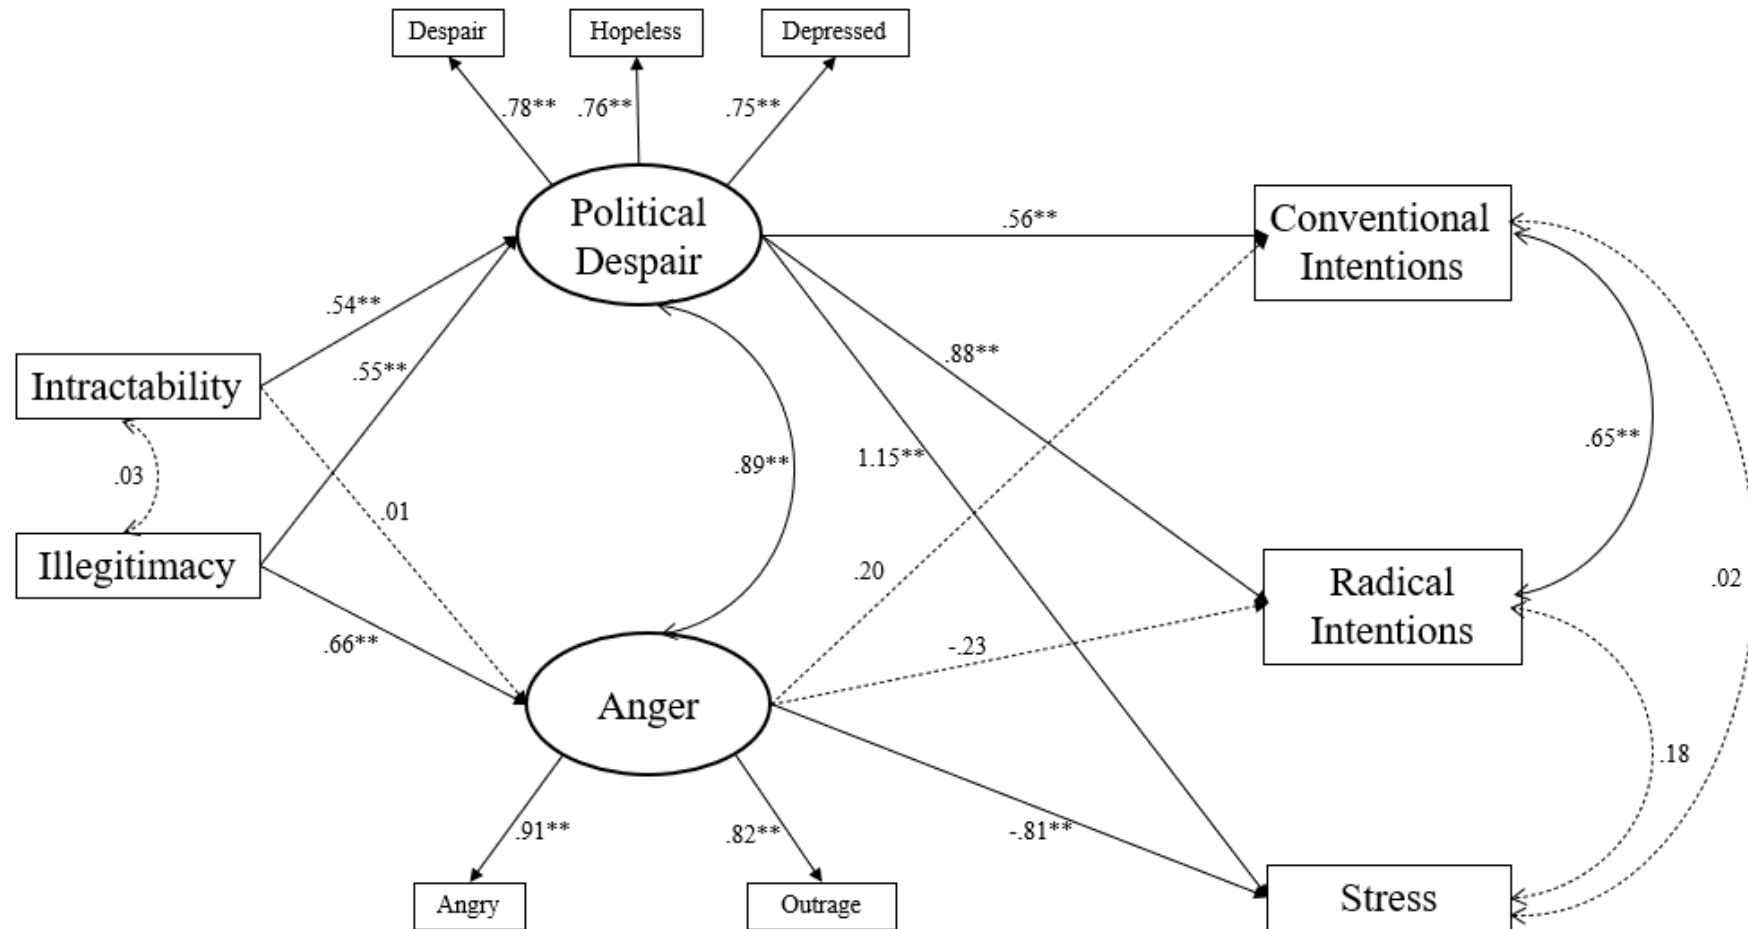 Despair
Hopeless
Depressed
.78**
.76**
.75**
Political
Despair
.56**
Conventional
Intentions
.54**
.55**
.88**
Intractability
.65**
.89**
1.15**
.03
.01
Illegitimacy
.20
Radical
Intentions
.02
.66**
-.23
Anger
.18
.91**
.82**
-.81**
Angry
Outrage
Stress